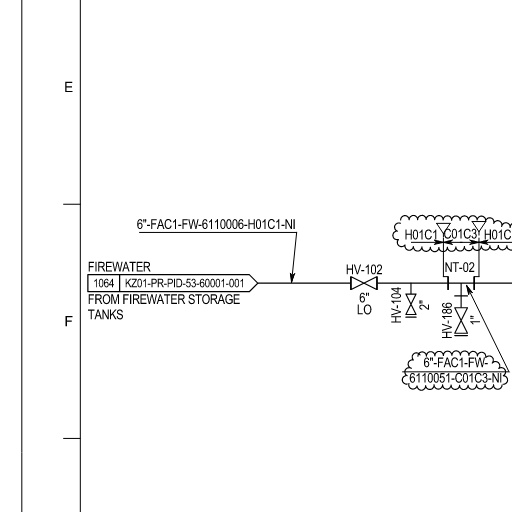 E
6"-FAC1-FW-6110006-H01C1-NI
H01C1 C01C3 H01C
FIREWATER
1064 KZ01-PR-PID-53-60001-001
FROM FIREWATER STORAGE
TANKS
HV-102
6"
LO
HV-104
2"
NT-02
HV-186
1"
F
6"-FAC1-FW-
6110051-C01C3-NI